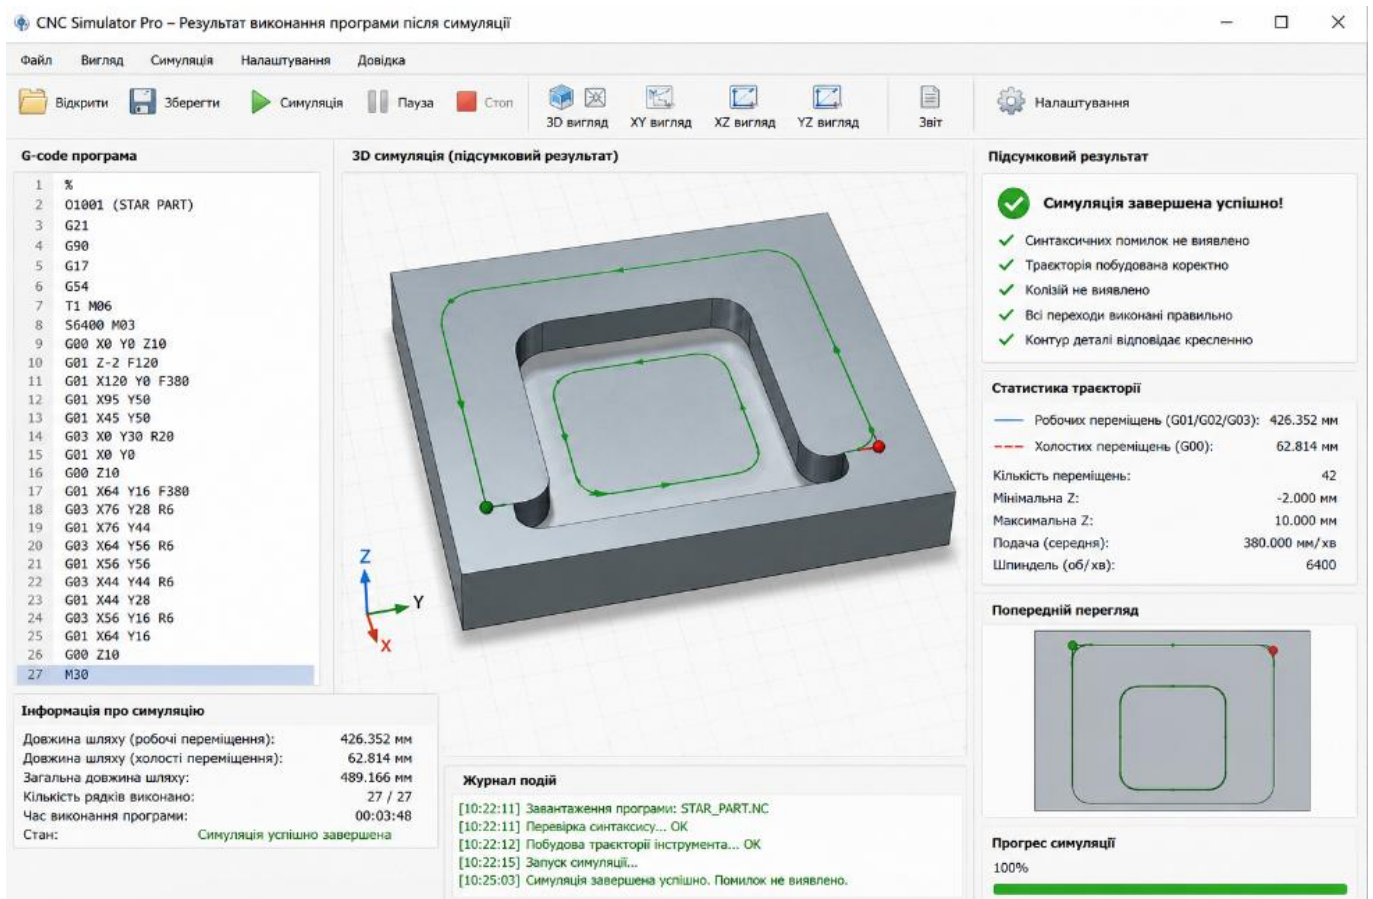 CNC Simulator Pro – Результат виконання програми після симуляції
Файл Вигляд Симуляція Налаштування Довідка
Відкрити Зберегти Симуляція Пауза Стоп 3D вигляд XY вигляд XZ вигляд YZ вигляд Звіт Налаштування
G-code програма
1 %
2 O1001 (STAR PART)
3 G21
4 G90
5 G17
6 G54
7 T1 M06
8 S6400 M03
9 G00 X0 Y0 Z10
10 G01 Z-2 F120
11 G01 X120 Y0 F380
12 G01 X95 Y50
13 G01 X45 Y50
14 G03 X0 Y30 R20
15 G01 X0 Y0
16 G00 Z10
17 G01 X64 Y16 F380
18 G03 X76 Y28 R6
19 G01 X76 Y44
20 G03 X64 Y56 R6
21 G01 X56 Y56
22 G03 X44 Y44 R6
23 G01 X44 Y28
24 G03 X56 Y16 R6
25 G01 X64 Y16
26 G00 Z10
27 M30
3D симуляція (підсумковий результат)
Z
Y
X
Підсумковий результат
Симуляція завершена успішно!
Синтаксичних помилок не виявлено
Траєкторія побудована коректно
Колізій не виявлено
Всі переходи виконані правильно
Контур деталі відповідає кресленню
Статистика траєкторії
Робочих переміщень (G01/G02/G03): 426.352 мм
Холостих переміщень (G00): 62.814 мм
Кількість переміщень: 42
Мінімальна Z: -2.000 мм
Максимальна Z: 10.000 мм
Подача (середня): 380.000 мм/хв
Шпиндель (об/хв): 6400
Попередній перегляд
Інформація про симуляцію
Довжина шляху (робочі переміщення): 426.352 мм
Довжина шляху (холості переміщення): 62.814 мм
Загальна довжина шляху: 489.166 мм
Кількість рядків виконано: 27 / 27
Час виконання програми: 00:03:48
Стан: Симуляція успішно завершена
Журнал подій
[10:22:11] Завантаження програми: STAR_PART.NC
[10:22:11] Перевірка синтаксису... OK
[10:22:12] Побудова траєкторії інструмента... OK
[10:22:15] Запуск симуляції...
[10:25:03] Симуляція завершена успішно. Помилок не виявлено.
Прогрес симуляції
100%